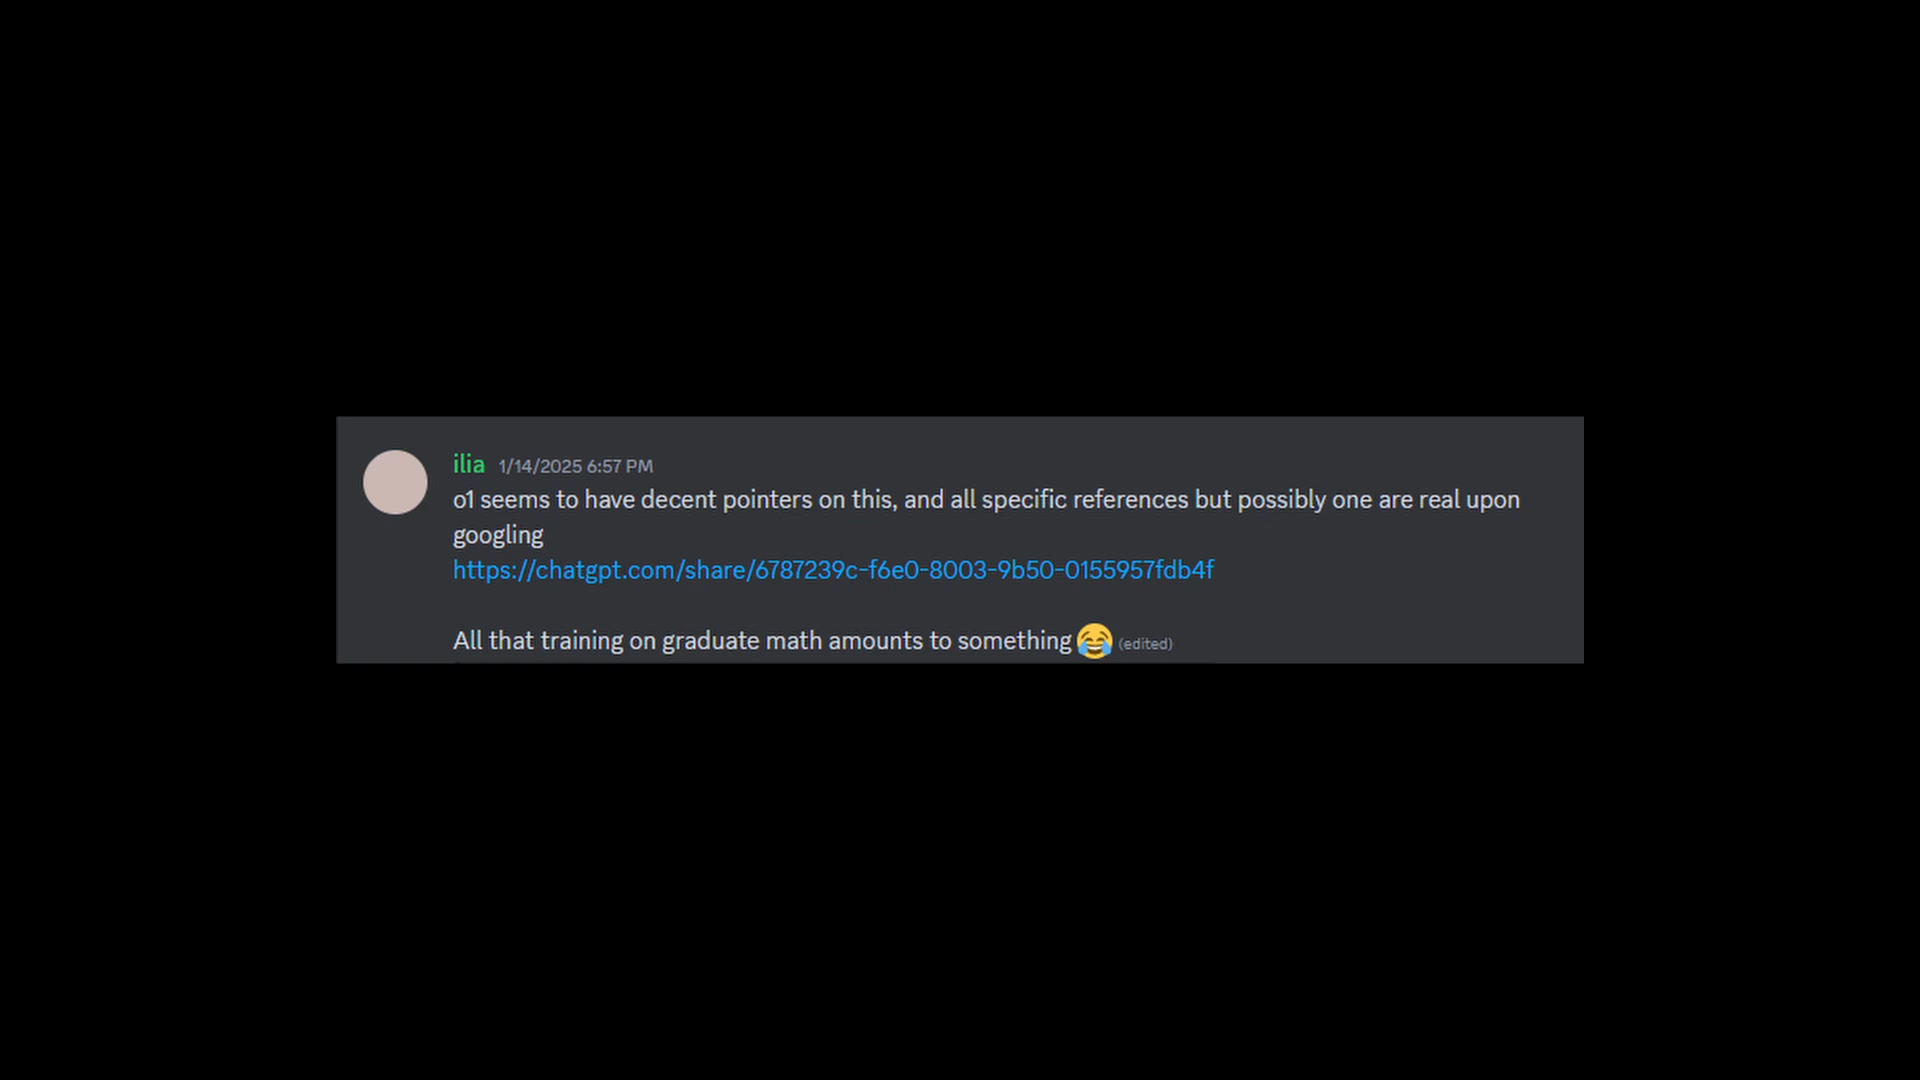 ilia 1/14/2025 6:57 PM
o1 seems to have decent pointers on this, and all specific references but possibly one are real upon
googling
https://chatgpt.com/share/6787239c-f6e0-8003-9b50-0155957fdb4f
All that training on graduate math amounts to something😂 (edited)